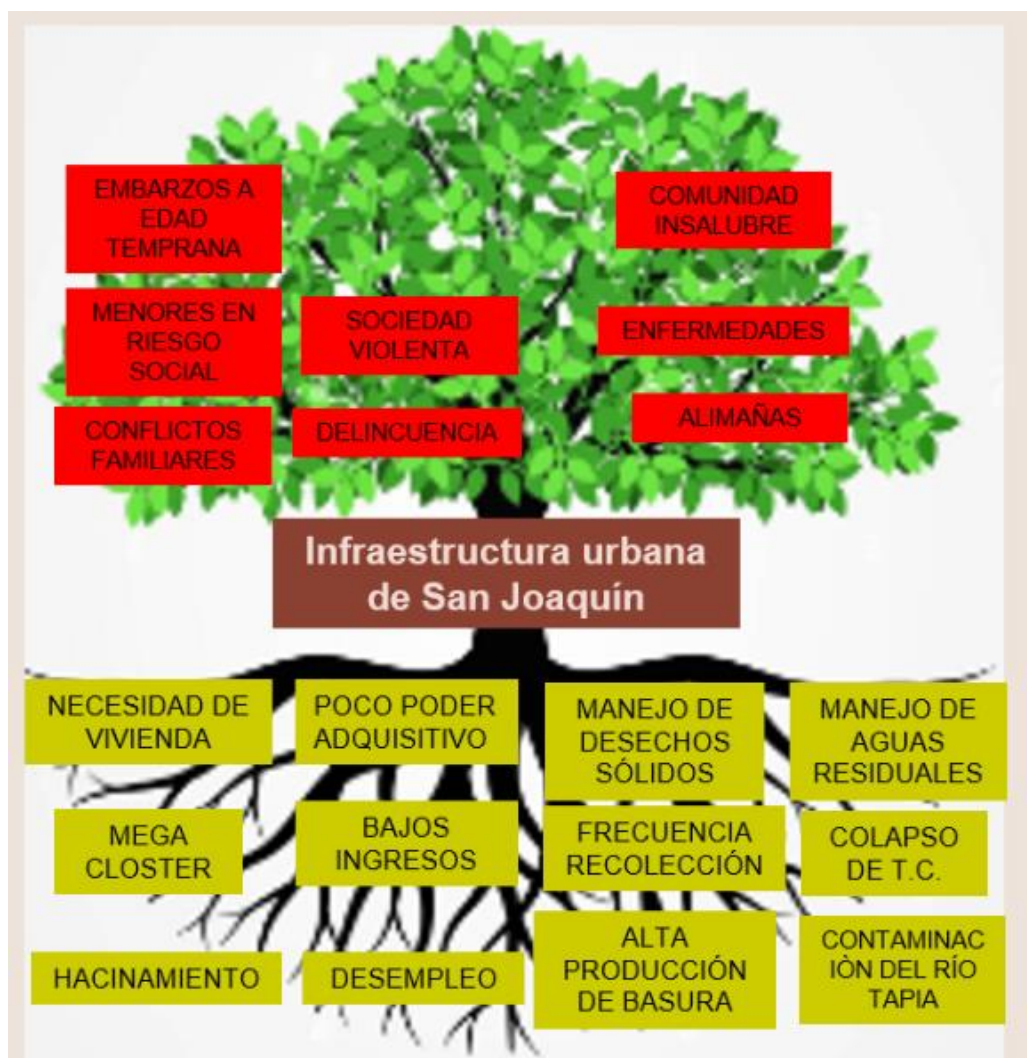 EMBARZOS A
EDAD
TEMPRANA
COMUNIDAD
INSALUBRE
MENORES EN
RIESGO
SOCIAL
SOCIEDAD
VIOLENTA
ENFERMEDADES
CONFLICTOS
FAMILIARES
DELINCUENCIA
ALIMAÑAS
Infraestructura urbana
de San Joaquín
NECESIDAD DE
VIVIENDA
POCO PODER
ADQUISITIVO
MANEJO DE
DESECHOS
SÓLIDOS
MANEJO DE
AGUAS
RESIDUALES
MEGA
CLOSTER
BAJOS
INGRESOS
FRECUENCIA
RECOLECCIÓN
COLAPSO
DE T.C.
HACINAMIENTO
DESEMPLEO
ALTA
PRODUCCIÓN
DE BASURA
CONTAMINAC
IÒN DEL RÍO
TAPIA